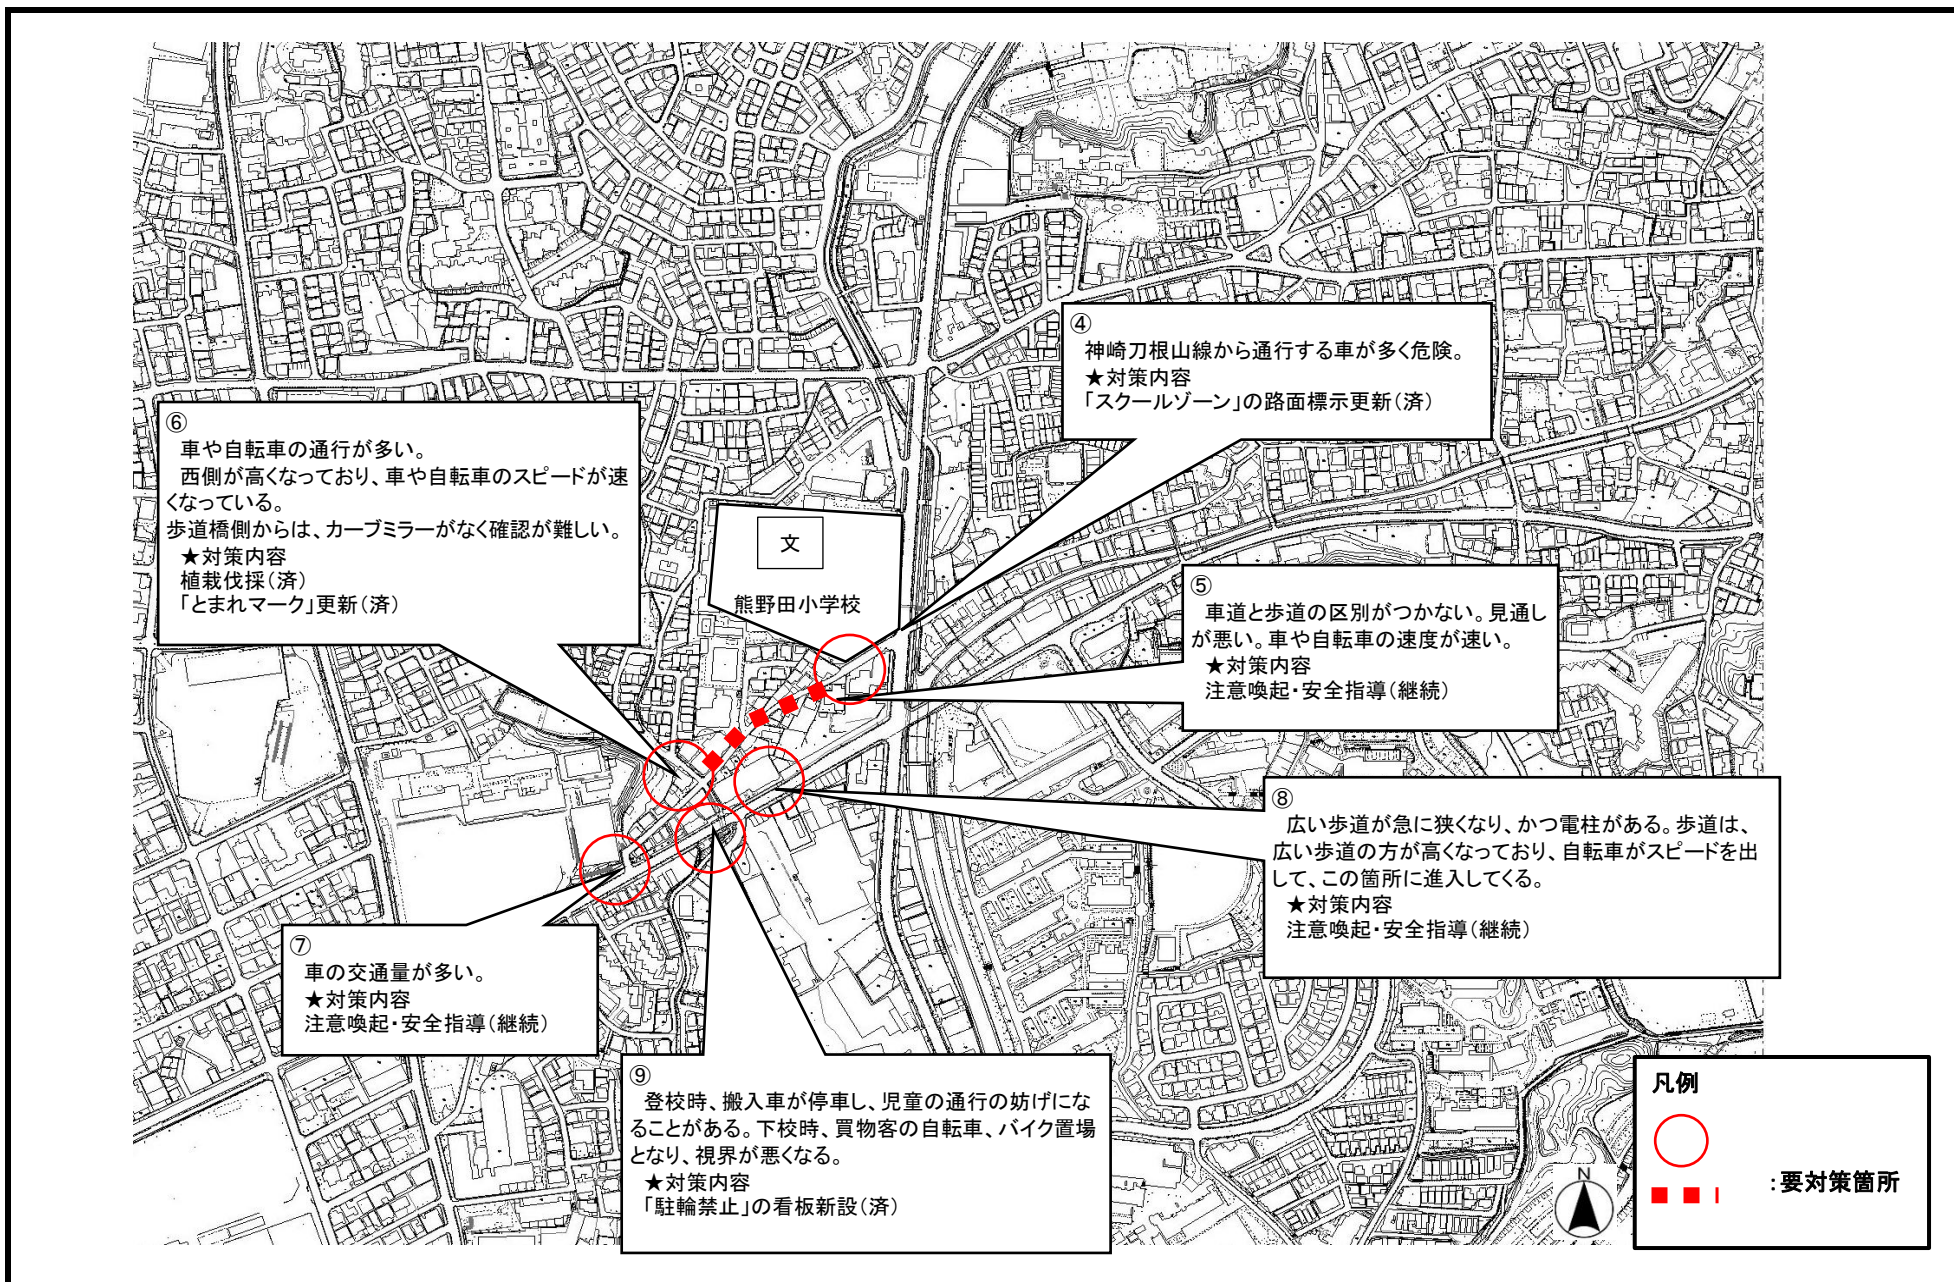 ④
神崎刀根山線から通行する車が多く危険。
★対策内容
「スクールゾーン」の路面標示更新(済)
⑥
車や自転車の通行が多い。
西側が高くなっており、車や自転車のスピードが速
くなっている。
歩道橋側からは、カーブミラーがなく確認が難しい。
★対策内容
植栽伐採(済)
「とまれマーク」更新(済)
文
熊野田小学校
⑤
車道と歩道の区別がつかない。見通し
が悪い。車や自転車の速度が速い。
★対策内容
注意喚起・安全指導(継続)
⑧
広い歩道が急に狭くなり、かつ電柱がある。歩道は、
広い歩道の方が高くなっており、自転車がスピードを出
して、この箇所に進入してくる。
★対策内容
注意喚起・安全指導(継続)
⑦
車の交通量が多い。
★対策内容
注意喚起・安全指導(継続)
⑨
登校時、搬入車が停車し、児童の通行の妨げにな
ることがある。下校時、買物客の自転車、バイク置場
となり、視界が悪くなる。
★対策内容
「駐輪禁止」の看板新設(済)
凡例
:要対策箇所
N